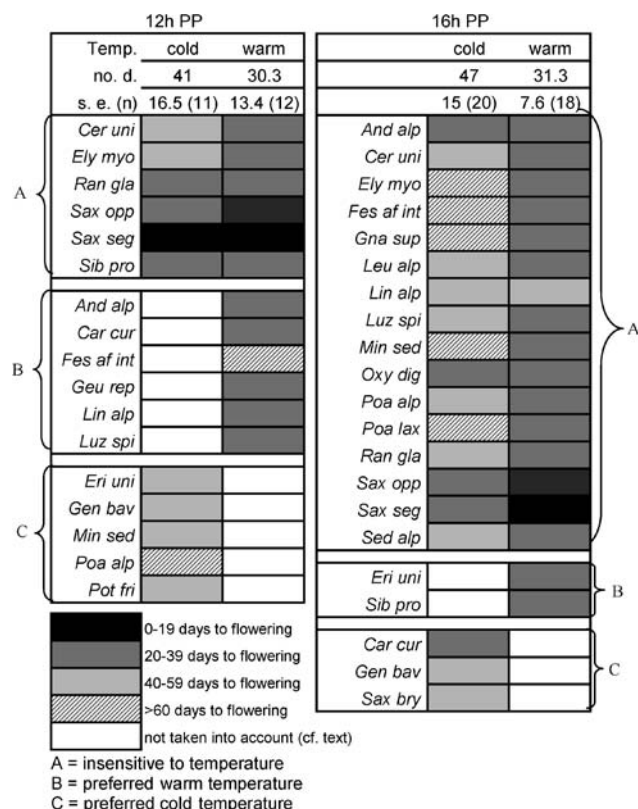 12h PP
Temp. cold warm
no. d. 41 30.3
s. e. (n) 16.5 (11) 13.4 (12)
A
Cer uni
Ely myo
Ran gla
Sax opp
Sax seg
Sib pro
B
And alp
Car cur
Fes af int
Geu rep
Lin alp
Luz spi
C
Eri uni
Gen bav
Min sed
Poa alp
Pot fri
0-19 days to flowering
20-39 days to flowering
40-59 days to flowering
>60 days to flowering
not taken into account (cf. text)
A = insensitive to temperature
B = preferred warm temperature
C = preferred cold temperature
16h PP
cold warm
47 31.3
15 (20) 7.6 (18)
And alp
Cer uni
Ely myo
Fes af int
Gna sup
Leu alp
Lin alp
Luz spi
Min sed
Oxy dig
Poa alp
Poa lax
Ran gla
Sax opp
Sax seg
Sed alp
A
Eri uni
Sib pro
B
Car cur
Gen bav
Sax bry
C